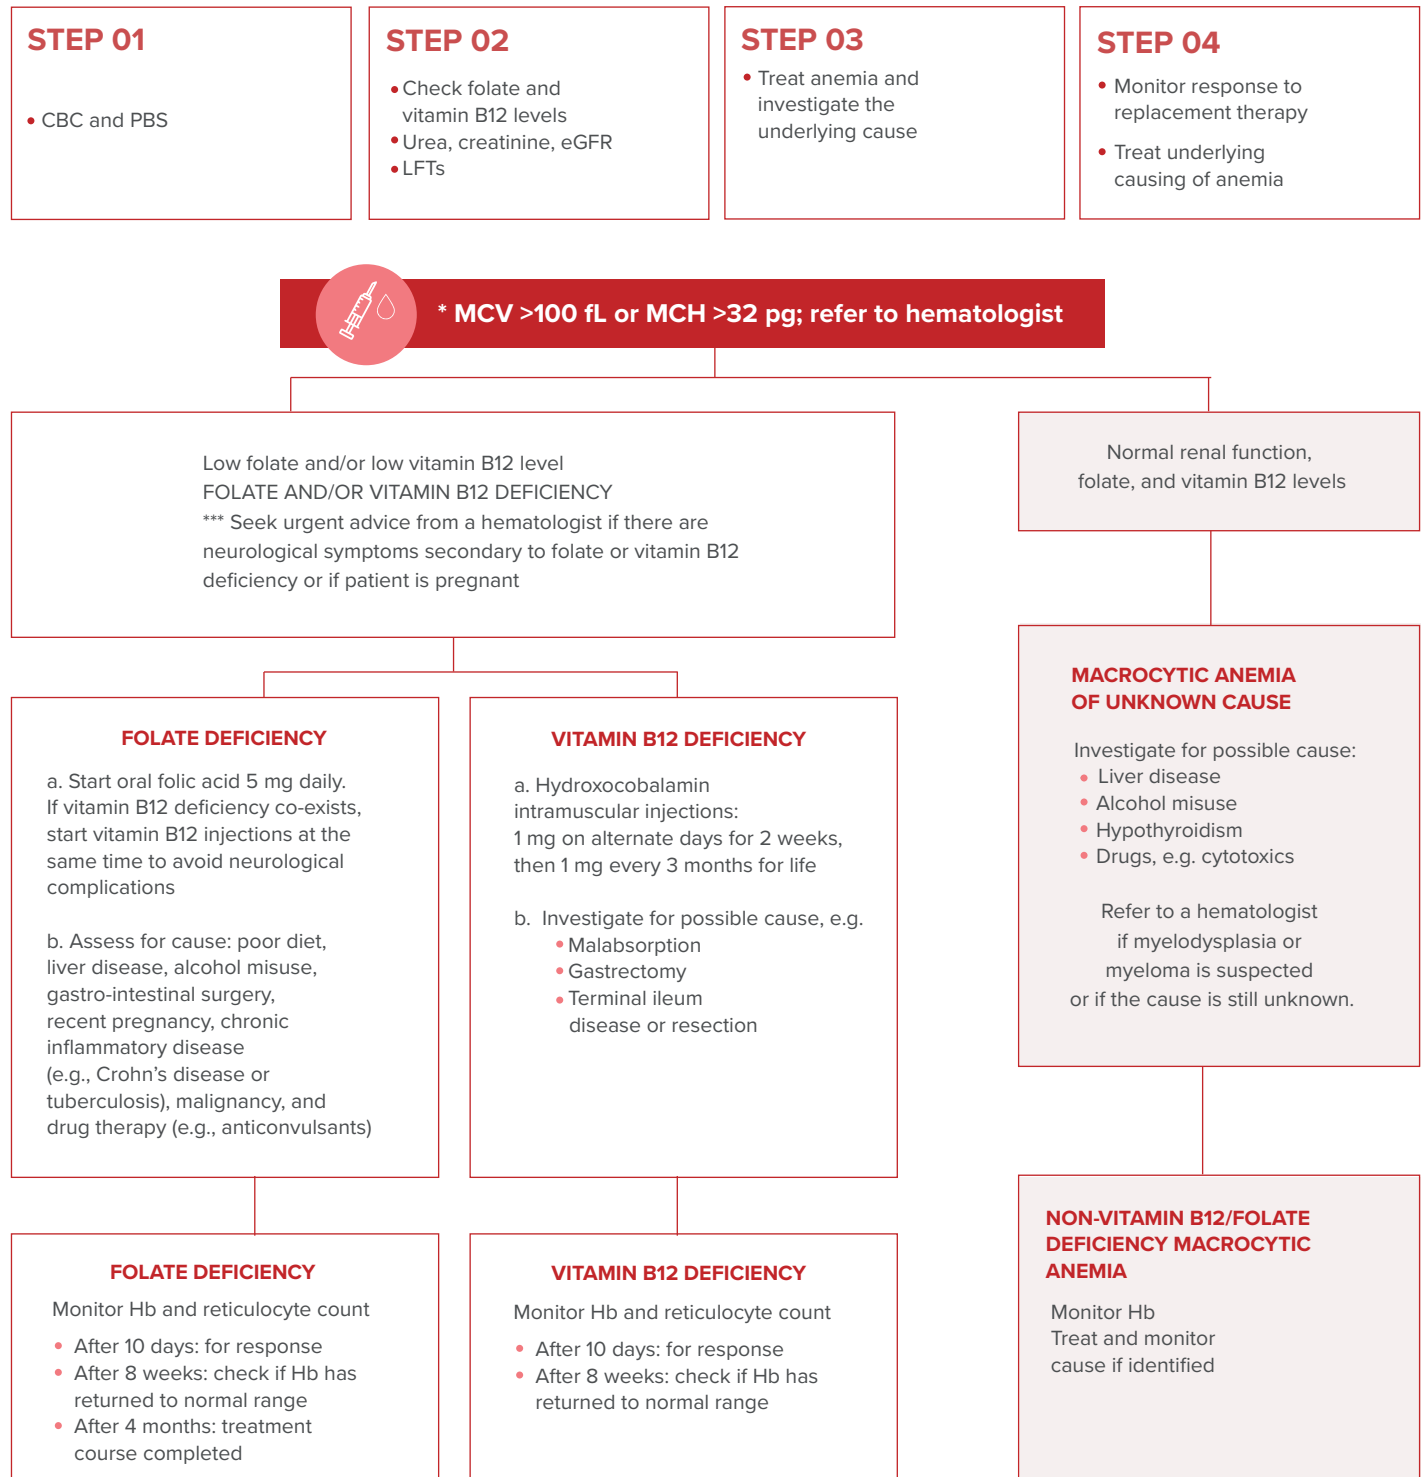 STEP 01
• CBC and PBS
STEP 02
• Check folate and
vitamin B12 levels
• Urea, creatinine, eGFR
• LFTs
STEP 03
• Treat anemia and
investigate the
underlying cause
STEP 04
• Monitor response to
replacement therapy
• Treat underlying
causing of anemia
* MCV >100 fL or MCH >32 pg; refer to hematologist
Low folate and/or low vitamin B12 level
FOLATE AND/OR VITAMIN B12 DEFICIENCY
*** Seek urgent advice from a hematologist if there are
neurological symptoms secondary to folate or vitamin B12
deficiency or if patient is pregnant
Normal renal function,
folate, and vitamin B12 levels
FOLATE DEFICIENCY
a. Start oral folic acid 5 mg daily.
If vitamin B12 deficiency co-exists,
start vitamin B12 injections at the
same time to avoid neurological
complications
b. Assess for cause: poor diet,
liver disease, alcohol misuse,
gastro-intestinal surgery,
recent pregnancy, chronic
inflammatory disease
(e.g., Crohn’s disease or
tuberculosis), malignancy, and
drug therapy (e.g., anticonvulsants)
VITAMIN B12 DEFICIENCY
a. Hydroxocobalamin
intramuscular injections:
1 mg on alternate days for 2 weeks,
then 1 mg every 3 months for life
b. Investigate for possible cause, e.g.
• Malabsorption
• Gastrectomy
• Terminal ileum
disease or resection
MACROCYTIC ANEMIA
OF UNKNOWN CAUSE
Investigate for possible cause:
• Liver disease
• Alcohol misuse
• Hypothyroidism
• Drugs, e.g. cytotoxics
Refer to a hematologist
if myelodysplasia or
myeloma is suspected
or if the cause is still unknown.
FOLATE DEFICIENCY
Monitor Hb and reticulocyte count
• After 10 days: for response
• After 8 weeks: check if Hb has
returned to normal range
• After 4 months: treatment
course completed
VITAMIN B12 DEFICIENCY
Monitor Hb and reticulocyte count
• After 10 days: for response
• After 8 weeks: check if Hb has
returned to normal range
NON-VITAMIN B12/FOLATE
DEFICIENCY MACROCYTIC
ANEMIA
Monitor Hb
Treat and monitor
cause if identified